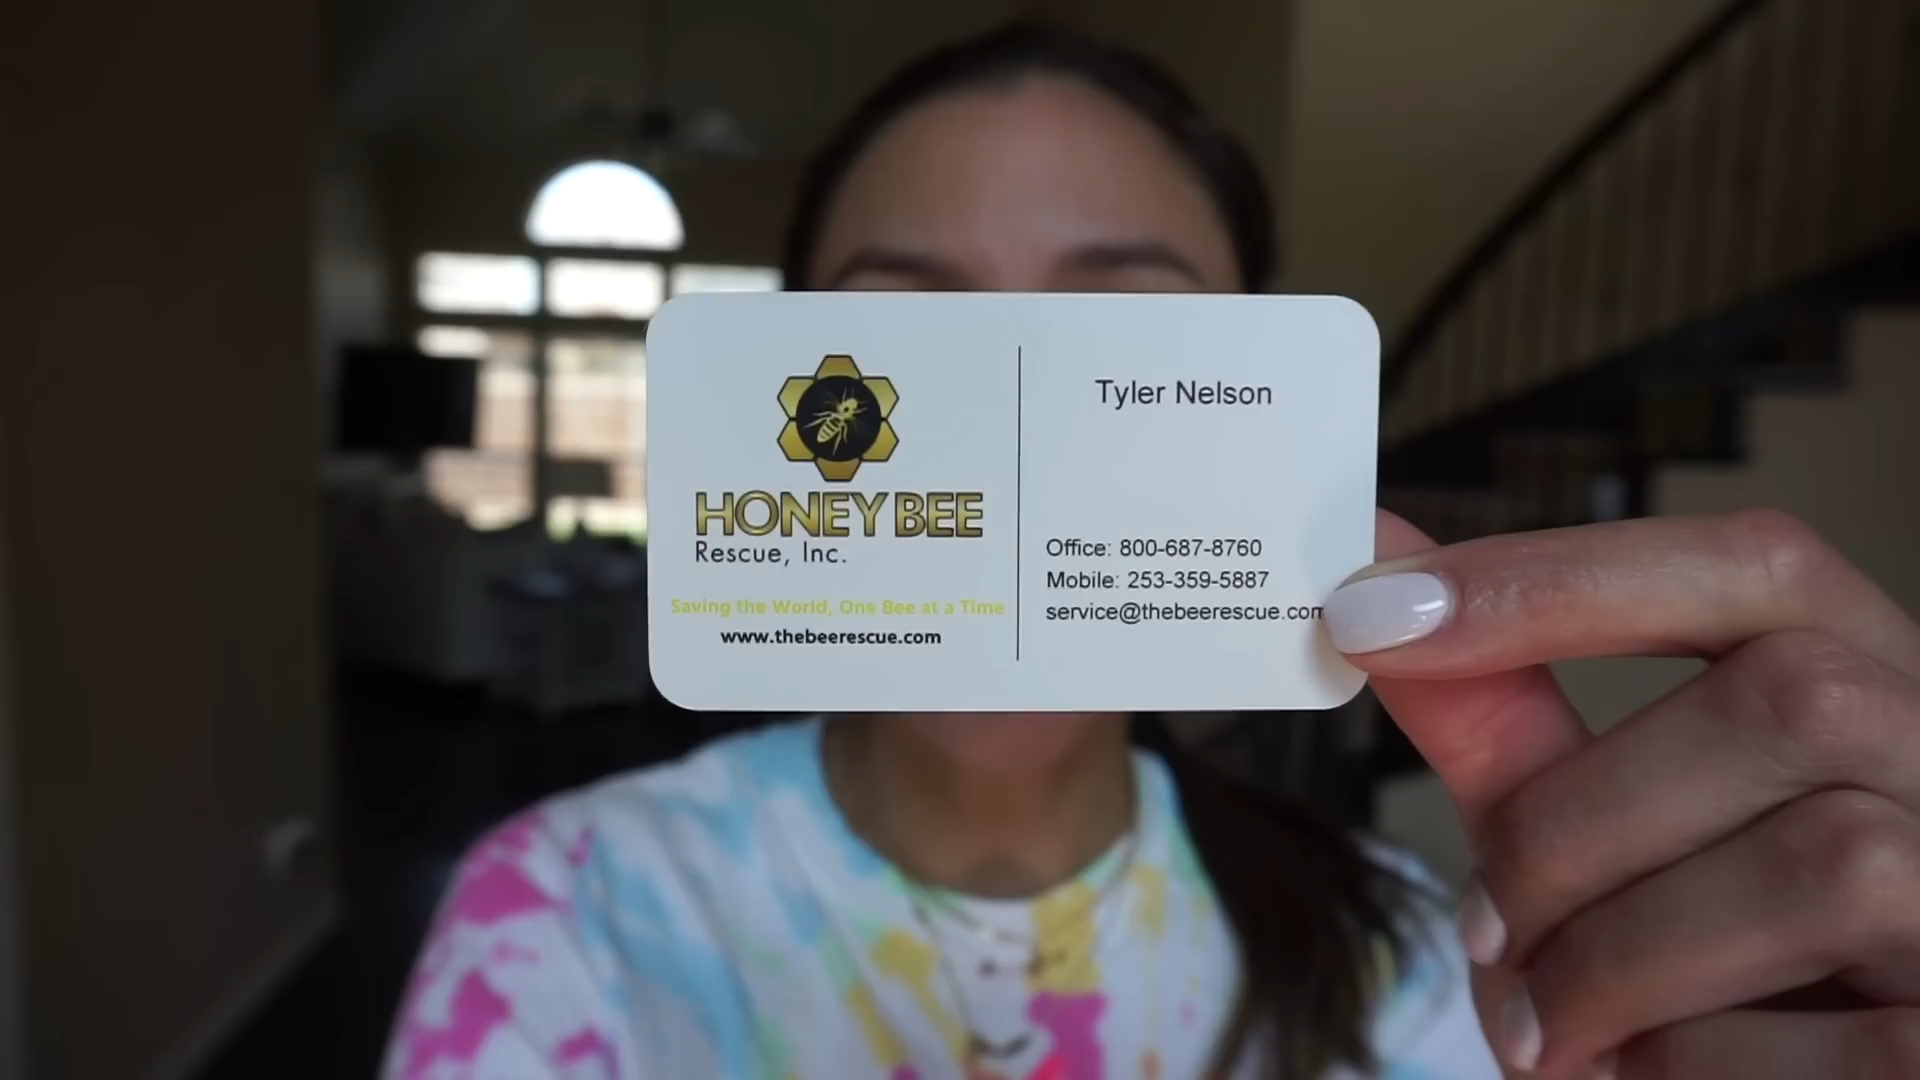 HONEY BEE
Rescue, Inc.
Saving the World, One Bee at a Time
www.thebeerescue.com
Tyler Nelson
Office: 800-687-8760
Mobile: 253-359-5887
service@thebeerescue.com